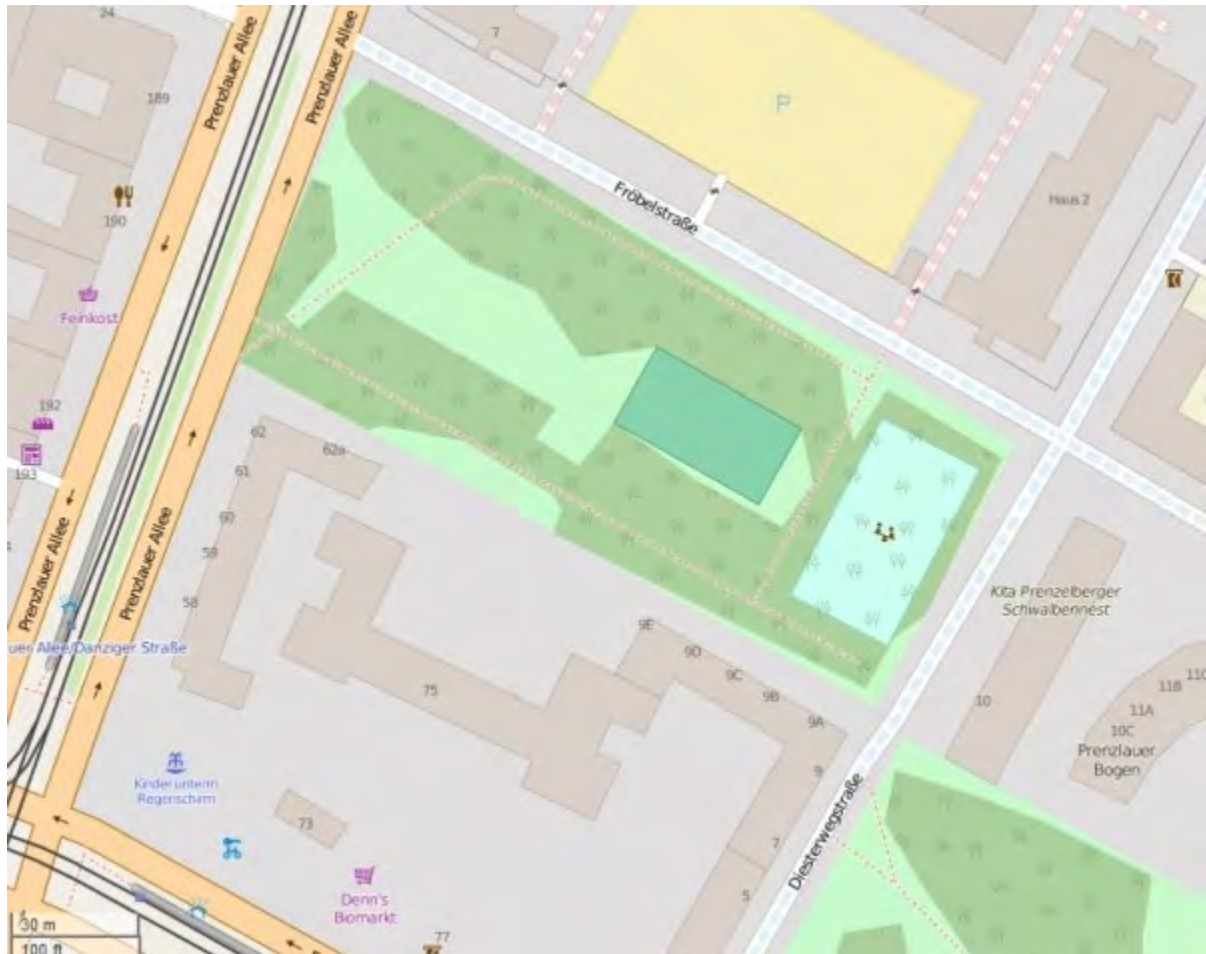 24
Prenzlauer Allee
Prenzlauer Allee
7
189
P
Fröbelstraße
Haus 2
190
Feinkost
192
193
62
62a
61
60
59
58
Prenzlauer Allee
Prenzlauer Allee
uer Allee/Danziger Straße
Kita Prenzelberger
Schwalbennest
9E
9D
9C
9B
9A
9
75
10
11C
11B
11A
10C
Prenzlauer
Bogen
Kinder unterm
Regenschirm
73
Diesterwegstraße
7
5
Denn's
Biomarkt
77
30 m
100 ft